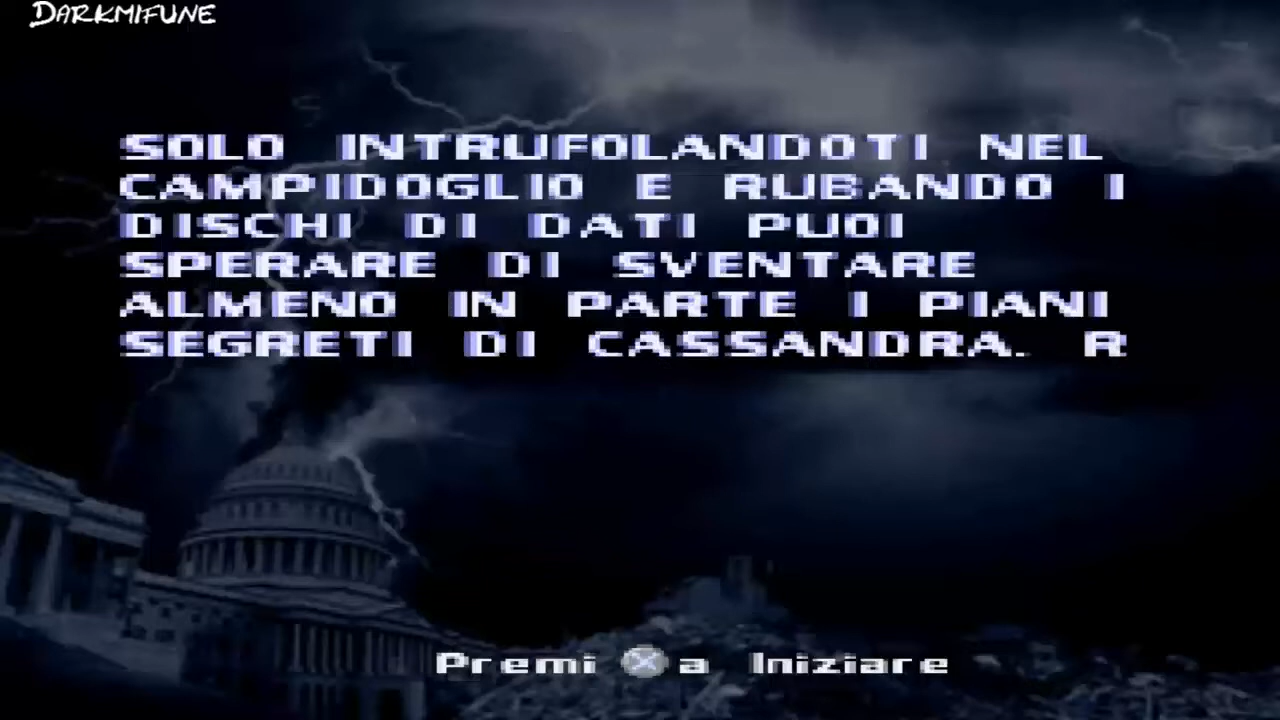 DARKMIFUNE
SOLO INTRUFOLANDOTI NEL
CAMPIDOGLIO E RUBANDO I
DISCHI DI DATI PUOI
SPERARE DI SVENTARE
ALMENO IN PARTE I PIANI
SEGRETI DI CASSANDRA. R
Premi X a Iniziare